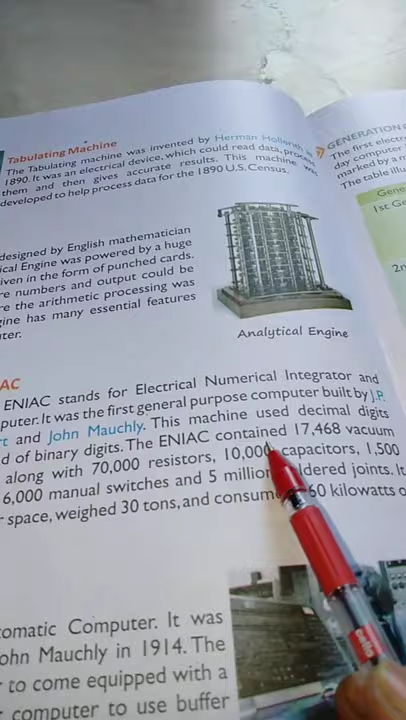 Tabulating Machine
The Tabulating machine was invented by Herman Hollerith in
1890. It was an electrical device, which could read data, process
them and then gives accurate results. This machine was
developed to help process data for the 1890 U.S. Census.
designed by English mathematician
ical Engine was powered by a huge
iven in the form of punched cards.
re numbers and output could be
re the arithmetic processing was
gine has many essential features
ter.
Analytical Engine
AC
ENIAC stands for Electrical Numerical Integrator and
puter. It was the first general purpose computer built by J.P.
rt and John Mauchly. This machine used decimal digits
d of binary digits. The ENIAC contained 17,468 vacuum
along with 70,000 resistors, 10,000 capacitors, 1,500
6,000 manual switches and 5 million ldered joints. It
r space, weighed 30 tons, and consume 60 kilowatts o
tomatic Computer. It was
ohn Mauchly in 1914. The
r to come equipped with a
computer to use buffer
GENERATION
The first electr
day computer
marked by a
The table illu
Gene
1st Ge
2n
cello